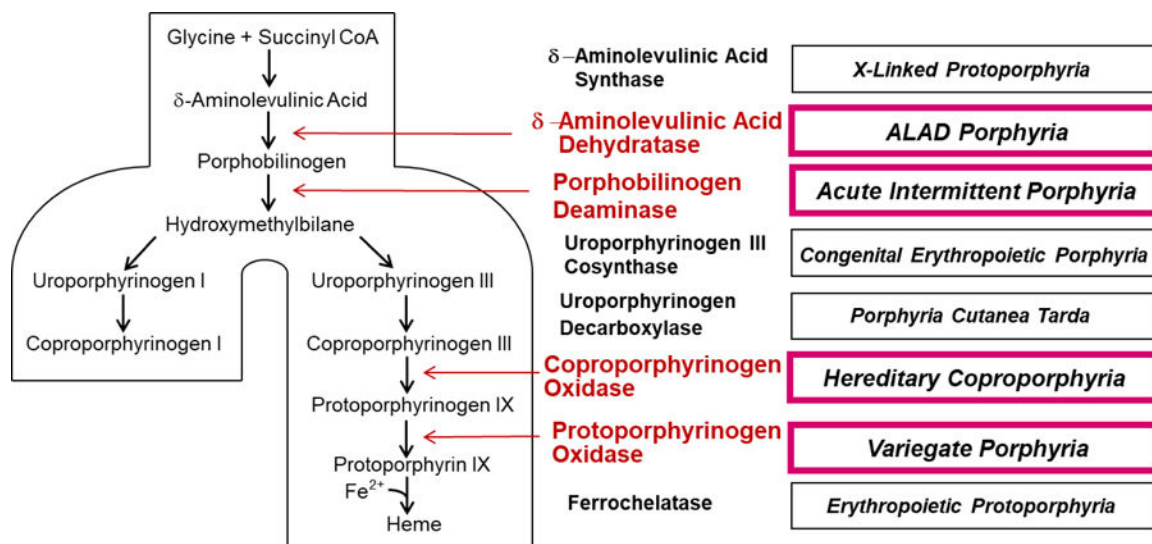 Glycine + Succinyl CoA
δ-Aminolevulinic Acid
Porphobilinogen
Hydroxymethylbilane
Uroporphyrinogen I
Uroporphyrinogen III
Coproporphyrinogen I
Coproporphyrinogen III
Protoporphyrinogen IX
Protoporphyrin IX
Fe²⁺
Heme
δ–Aminolevulinic Acid
Synthase
X-Linked Protoporphyria
δ–Aminolevulinic Acid
Dehydratase
ALAD Porphyria
Porphobilinogen
Deaminase
Acute Intermittent Porphyria
Uroporphyrinogen III
Cosynthase
Congenital Erythropoietic Porphyria
Uroporphyrinogen
Decarboxylase
Porphyria Cutanea Tarda
Coproporphyrinogen
Oxidase
Hereditary Coproporphyria
Protoporphyrinogen
Oxidase
Variegate Porphyria
Ferrochelatase
Erythropoietic Protoporphyria